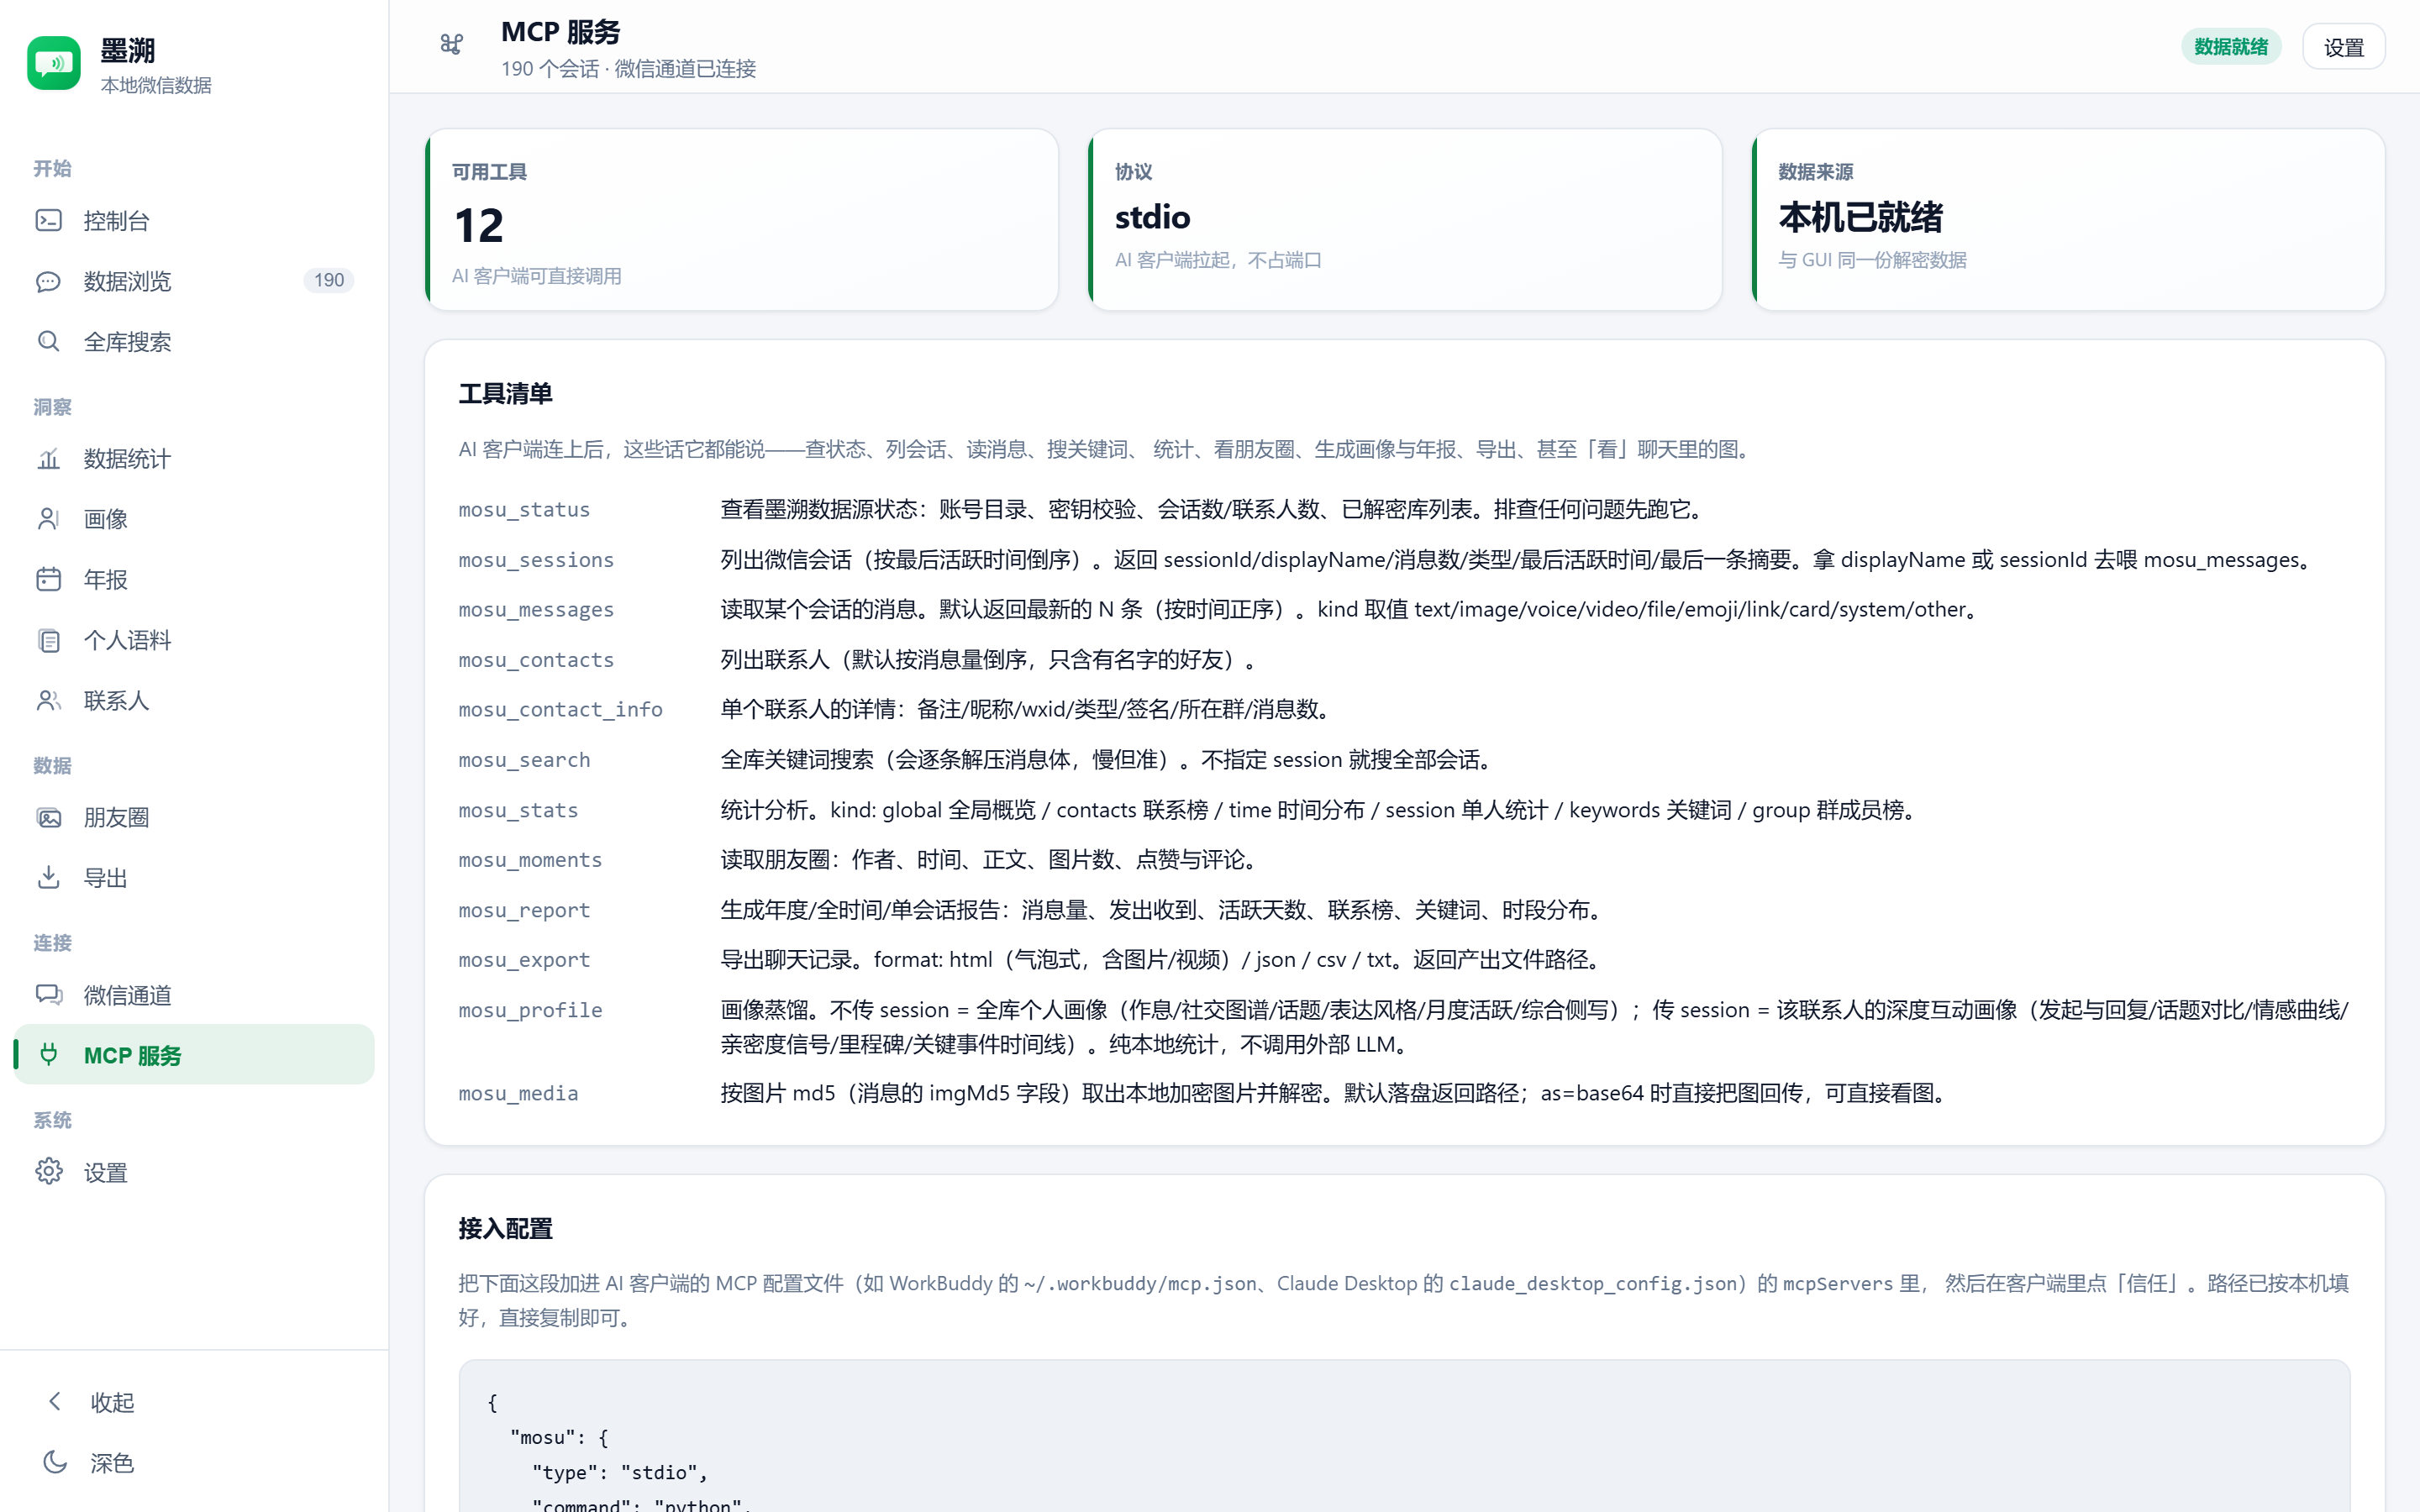 墨溯
本地微信数据
开始
控制台
数据浏览
190
全库搜索
洞察
数据统计
画像
年报
个人语料
联系人
数据
朋友圈
导出
连接
微信通道
MCP 服务
系统
设置
收起
深色
MCP 服务
190 个会话 · 微信通道已连接
数据就绪
设置
可用工具
12
AI 客户端可直接调用
协议
stdio
AI 客户端拉起，不占端口
数据来源
本机已就绪
与 GUI 同一份解密数据
工具清单
AI 客户端连上后，这些话它都能说——查状态、列会话、读消息、搜关键词、 统计、看朋友圈、生成画像与年报、导出、甚至「看」聊天里的图。
mosu_status 查看墨溯数据源状态：账号目录、密钥校验、会话数/联系人数、已解密库列表。排查任何问题先跑它。
mosu_sessions 列出微信会话（按最后活跃时间倒序）。返回 sessionId/displayName/消息数/类型/最后活跃时间/最后一条摘要。拿 displayName 或 sessionId 去喂 mosu_messages。
mosu_messages 读取某个会话的消息。默认返回最新的 N 条（按时间正序）。kind 取值 text/image/voice/video/file/emoji/link/card/system/other。
mosu_contacts 列出联系人（默认按消息量倒序，只含有名字的好友）。
mosu_contact_info 单个联系人的详情：备注/昵称/wxid/类型/签名/所在群/消息数。
mosu_search 全库关键词搜索（会逐条解压消息体，慢但准）。不指定 session 就搜全部会话。
mosu_stats 统计分析。kind: global 全局概览 / contacts 联系榜 / time 时间分布 / session 单人统计 / keywords 关键词 / group 群成员榜。
mosu_moments 读取朋友圈：作者、时间、正文、图片数、点赞与评论。
mosu_report 生成年度/全时间/单会话报告：消息量、发出收到、活跃天数、联系榜、关键词、时段分布。
mosu_export 导出聊天记录。format: html（气泡式，含图片/视频）/ json / csv / txt。返回产出文件路径。
mosu_profile 画像蒸馏。不传 session = 全库个人画像（作息/社交图谱/话题/表达风格/月度活跃/综合侧写）；传 session = 该联系人的深度互动画像（发起与回复/话题对比/情感曲线/
亲密度信号/里程碑/关键事件时间线）。纯本地统计，不调用外部 LLM。
mosu_media 按图片 md5（消息的 imgMd5 字段）取出本地加密图片并解密。默认落盘返回路径；as=base64 时直接把图回传，可直接看图。
接入配置
把下面这段加进 AI 客户端的 MCP 配置文件（如 WorkBuddy 的 ~/.workbuddy/mcp.json、Claude Desktop 的 claude_desktop_config.json）的 mcpServers 里， 然后在客户端里点「信任」。路径已按本机填
好，直接复制即可。
{
"mosu": {
"type": "stdio",
"command": "python",